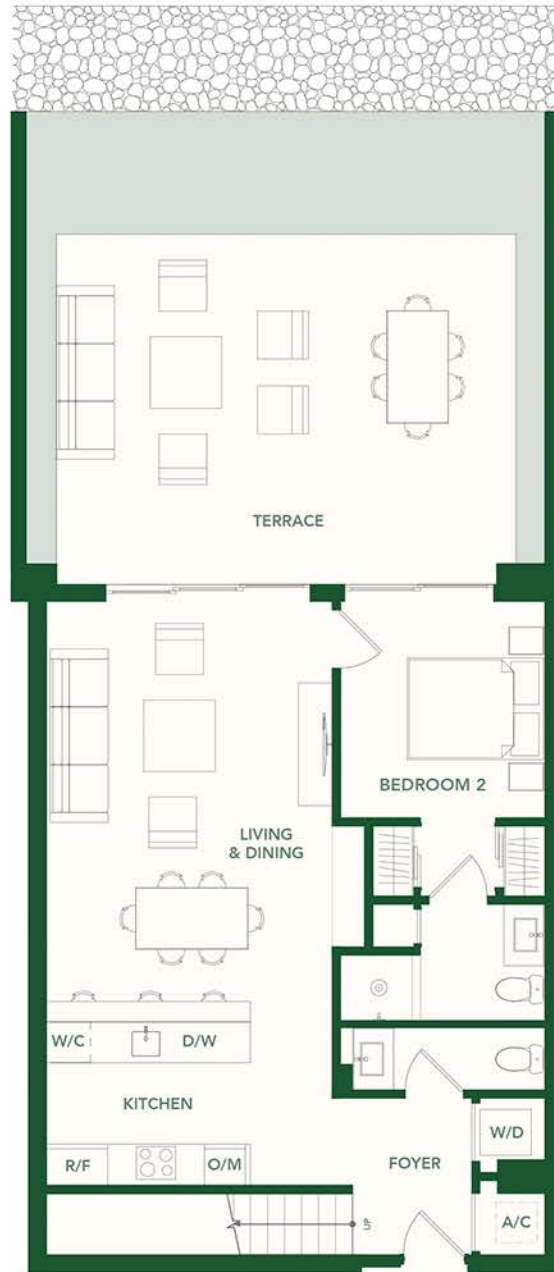 TERRACE
BEDROOM 2
LIVING
& DINING
W/C
D/W
KITCHEN
W/D
R/F
O/M
FOYER
A/C
UP